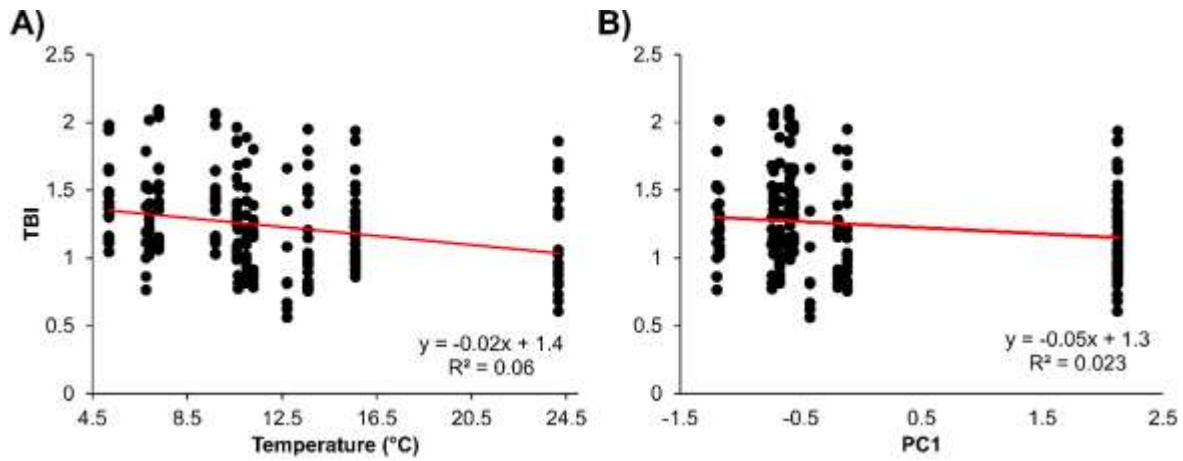 A)
2.5
2
1.5
1
0.5
0
TBI
y = -0.02x + 1.4
R² = 0.06
4.5 8.5 12.5 16.5 20.5 24.5
Temperature (°C)
B)
2.5
2
1.5
1
0.5
0
y = -0.05x + 1.3
R² = 0.023
-1.5 -0.5 0.5 1.5 2.5
PC1